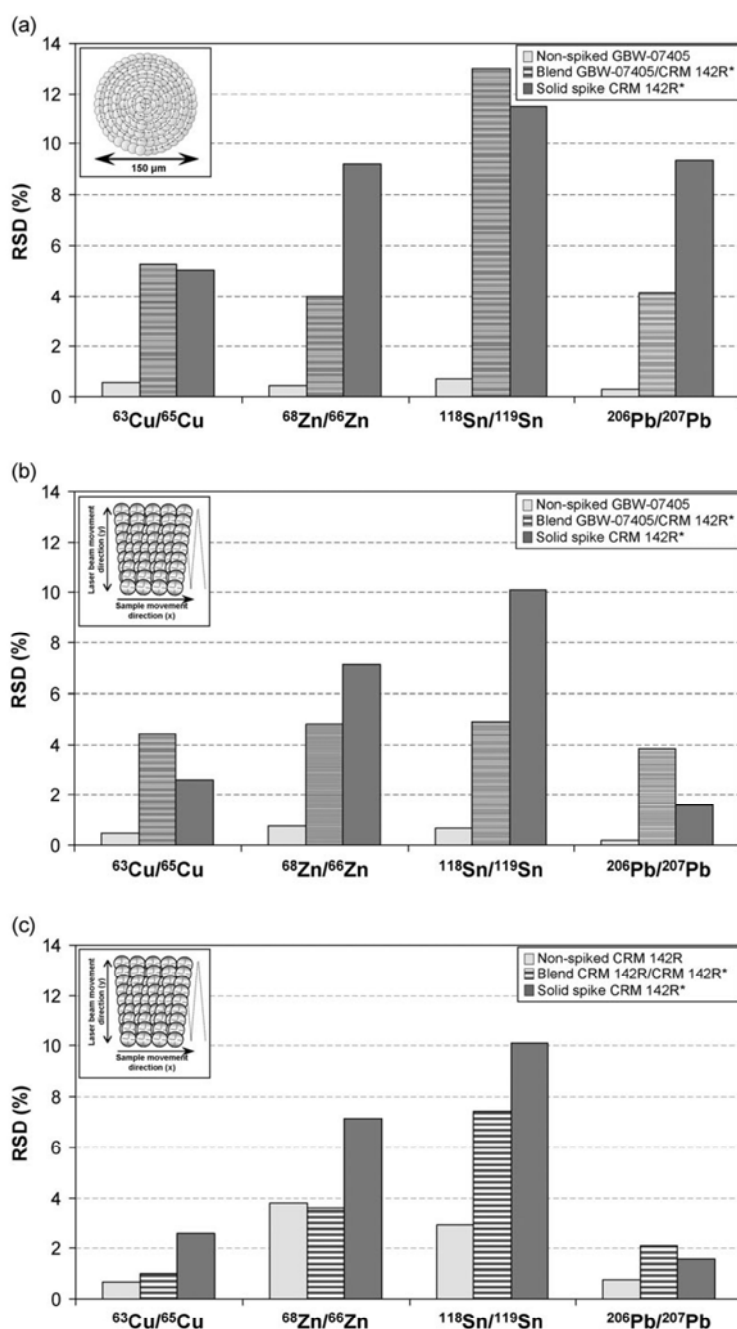 (a)
14
12
10
8
6
4
2
0
RSD (%)
150 µm
Non-spiked GBW-07405
Blend GBW-07405/CRM 142R*
Solid spike CRM 142R*
⁶³Cu/⁶⁵Cu
⁶⁸Zn/⁶⁶Zn
¹¹⁸Sn/¹¹⁹Sn
²⁰⁶Pb/²⁰⁷Pb
(b)
14
12
10
8
6
4
2
0
RSD (%)
Laser beam movement
direction (y)
Sample movement
direction (x)
Non-spiked GBW-07405
Blend GBW-07405/CRM 142R*
Solid spike CRM 142R*
⁶³Cu/⁶⁵Cu
⁶⁸Zn/⁶⁶Zn
¹¹⁸Sn/¹¹⁹Sn
²⁰⁶Pb/²⁰⁷Pb
(c)
14
12
10
8
6
4
2
0
RSD (%)
Laser beam movement
direction (y)
Sample movement
direction (x)
Non-spiked CRM 142R
Blend CRM 142R/CRM 142R*
Solid spike CRM 142R*
⁶³Cu/⁶⁵Cu
⁶⁸Zn/⁶⁶Zn
¹¹⁸Sn/¹¹⁹Sn
²⁰⁶Pb/²⁰⁷Pb